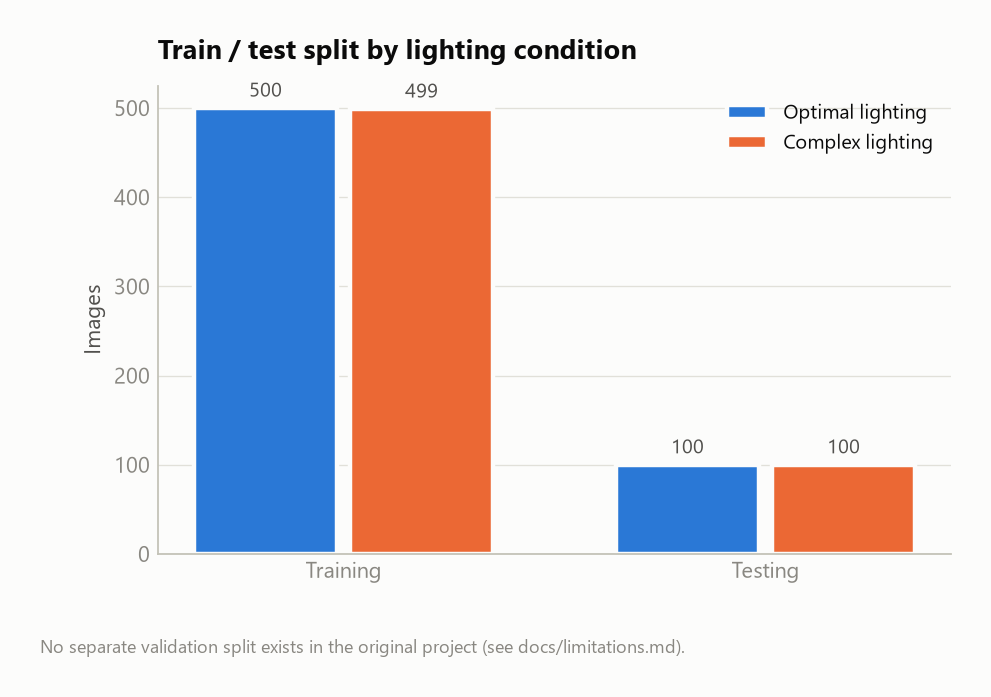 Train / test split by lighting condition
500
499
Optimal lighting
Complex lighting
500
400
300
200
100
0
Images
100
100
Training
Testing
No separate validation split exists in the original project (see docs/limitations.md).